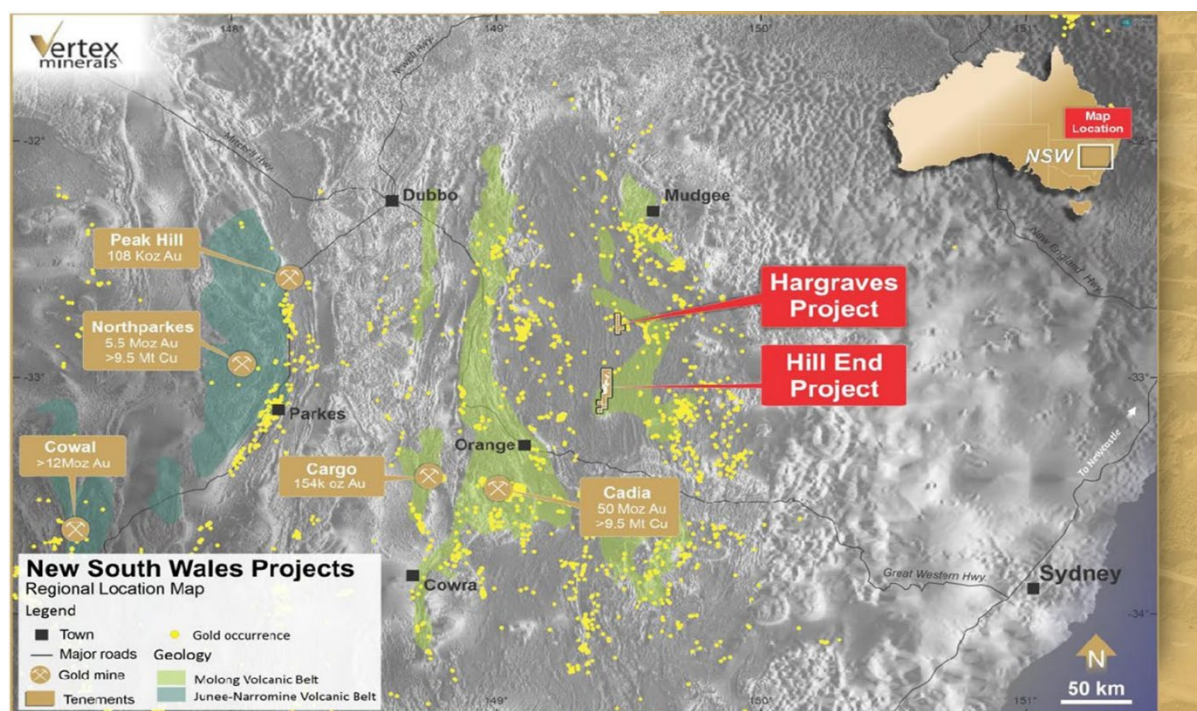 Vertex
minerals
148°
149°
150°
Newell Hwy.
Mitchell Hwy.
-32°
-32°
Map
Location
NSW
Dubbo
Mudgee
New England Hwy.
Peak Hill
108 Koz Au
Hargraves
Project
Northparkes
5.5 Moz Au
>9.5 Mt Cu
Hill End
Project
-33°
-33°
Parkes
Cowal
>12Moz Au
Orange
To Newcastle
Cargo
154k oz Au
Cadia
50 Moz Au
>9.5 Mt Cu
New South Wales Projects
Regional Location Map
Legend
Town
Gold occurrence
Major roads
Geology
Gold mine
Molong Volcanic Belt
Tenements
Junee-Narromine Volcanic Belt
Cowra
Great Western Hwy.
Sydney
-34°
149°
150°
151°
N
50 km